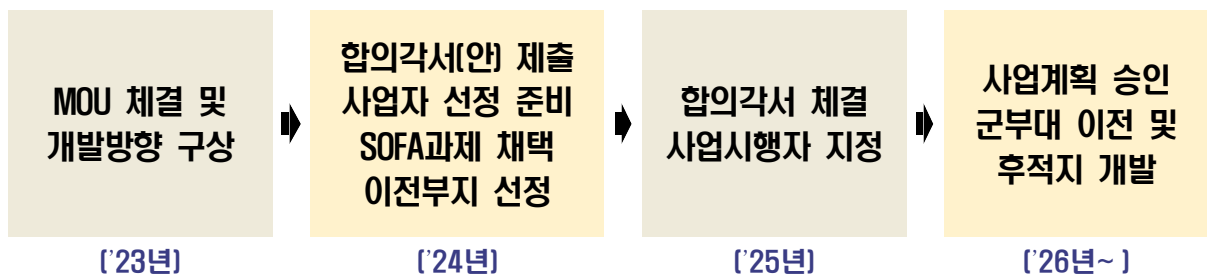 MOU 체결 및
개발방향 구상
합의각서(안) 제출
사업자 선정 준비
SOFA과제 채택
이전부지 선정
합의각서 체결
사업시행자 지정
사업계획 승인
군부대 이전 및
후적지 개발
('23년)
('24년)
('25년)
('26년~ )